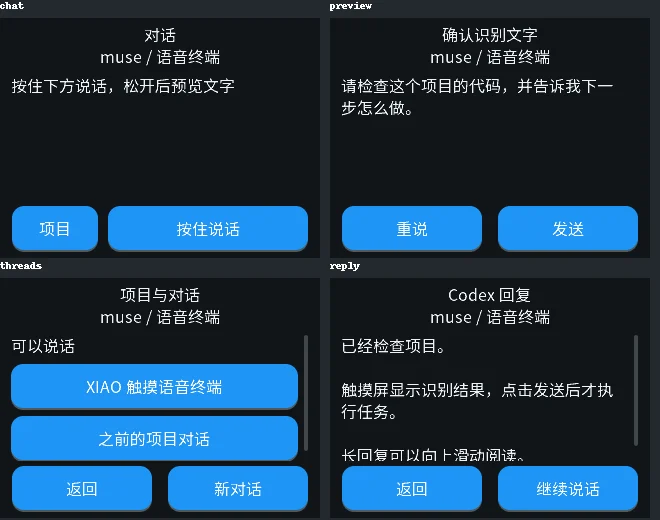 chat
对话
muse / 语音终端
按住下方说话，松开后预览文字
项目
按住说话
preview
确认识别文字
muse / 语音终端
请检查这个项目的代码，并告诉我下一
步怎么做。
重说
发送
threads
项目与对话
muse / 语音终端
可以说话
XIAO 触摸语音终端
之前的项目对话
返回
新对话
reply
Codex 回复
muse / 语音终端
已经检查项目。
触摸屏显示识别结果，点击发送后才执
行任务。
长回复可以向上滑动阅读。
返回
继续说话